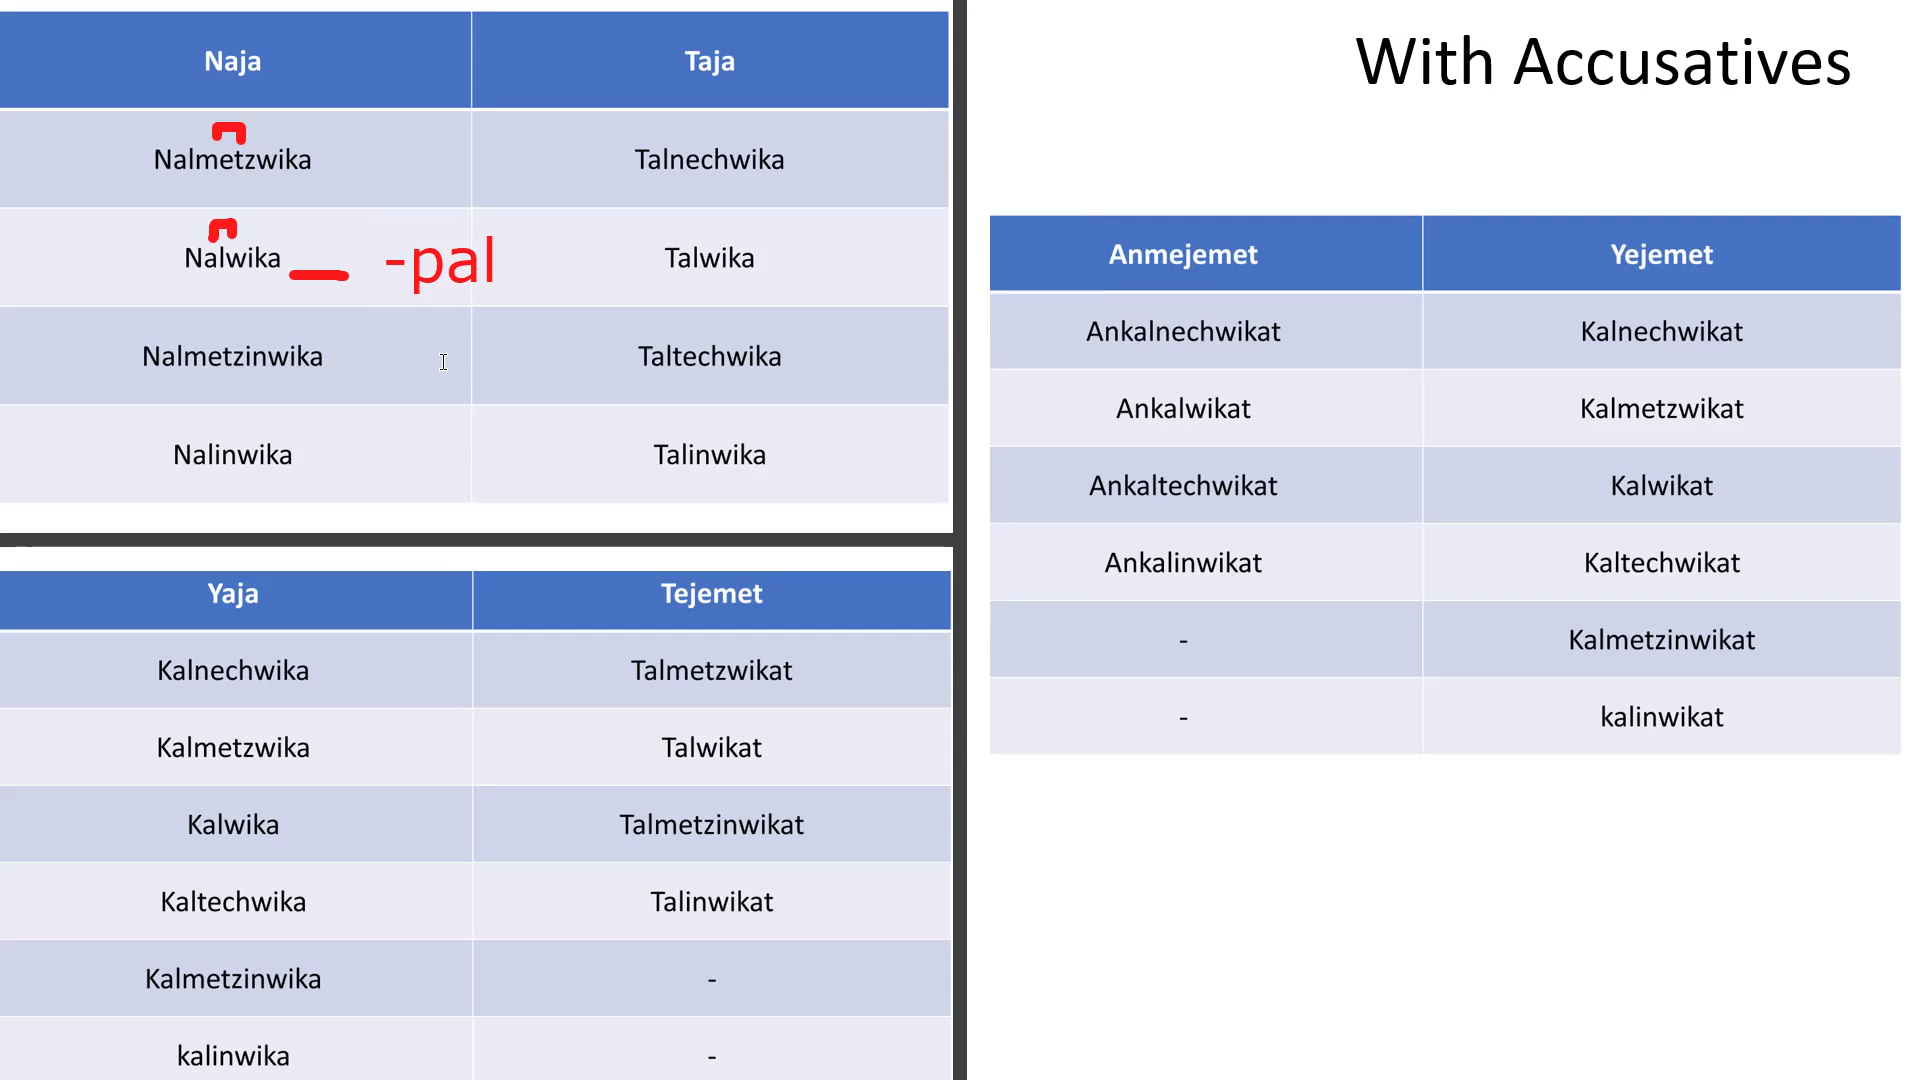 With Accusatives
Naja Taja
Nalmetzwika Talnechwika
Nalwika -pal Talwika
Nalmetzinwika Taltechwika
Nalinwika Talinwika
Yaja Tejemet
Kalnechwika Talmetzwikat
Kalmetzwika Talwikat
Kalwika Talmetzinwikat
Kaltechwika Talinwikat
Kalmetzinwika -
kalinwika -
Anmejemet Yejemet
Ankalnechwikat Kalnechwikat
Ankalwikat Kalmetzwikat
Ankaltechwikat Kalwikat
Ankalinwikat Kaltechwikat
- Kalmetzinwikat
- kalinwikat